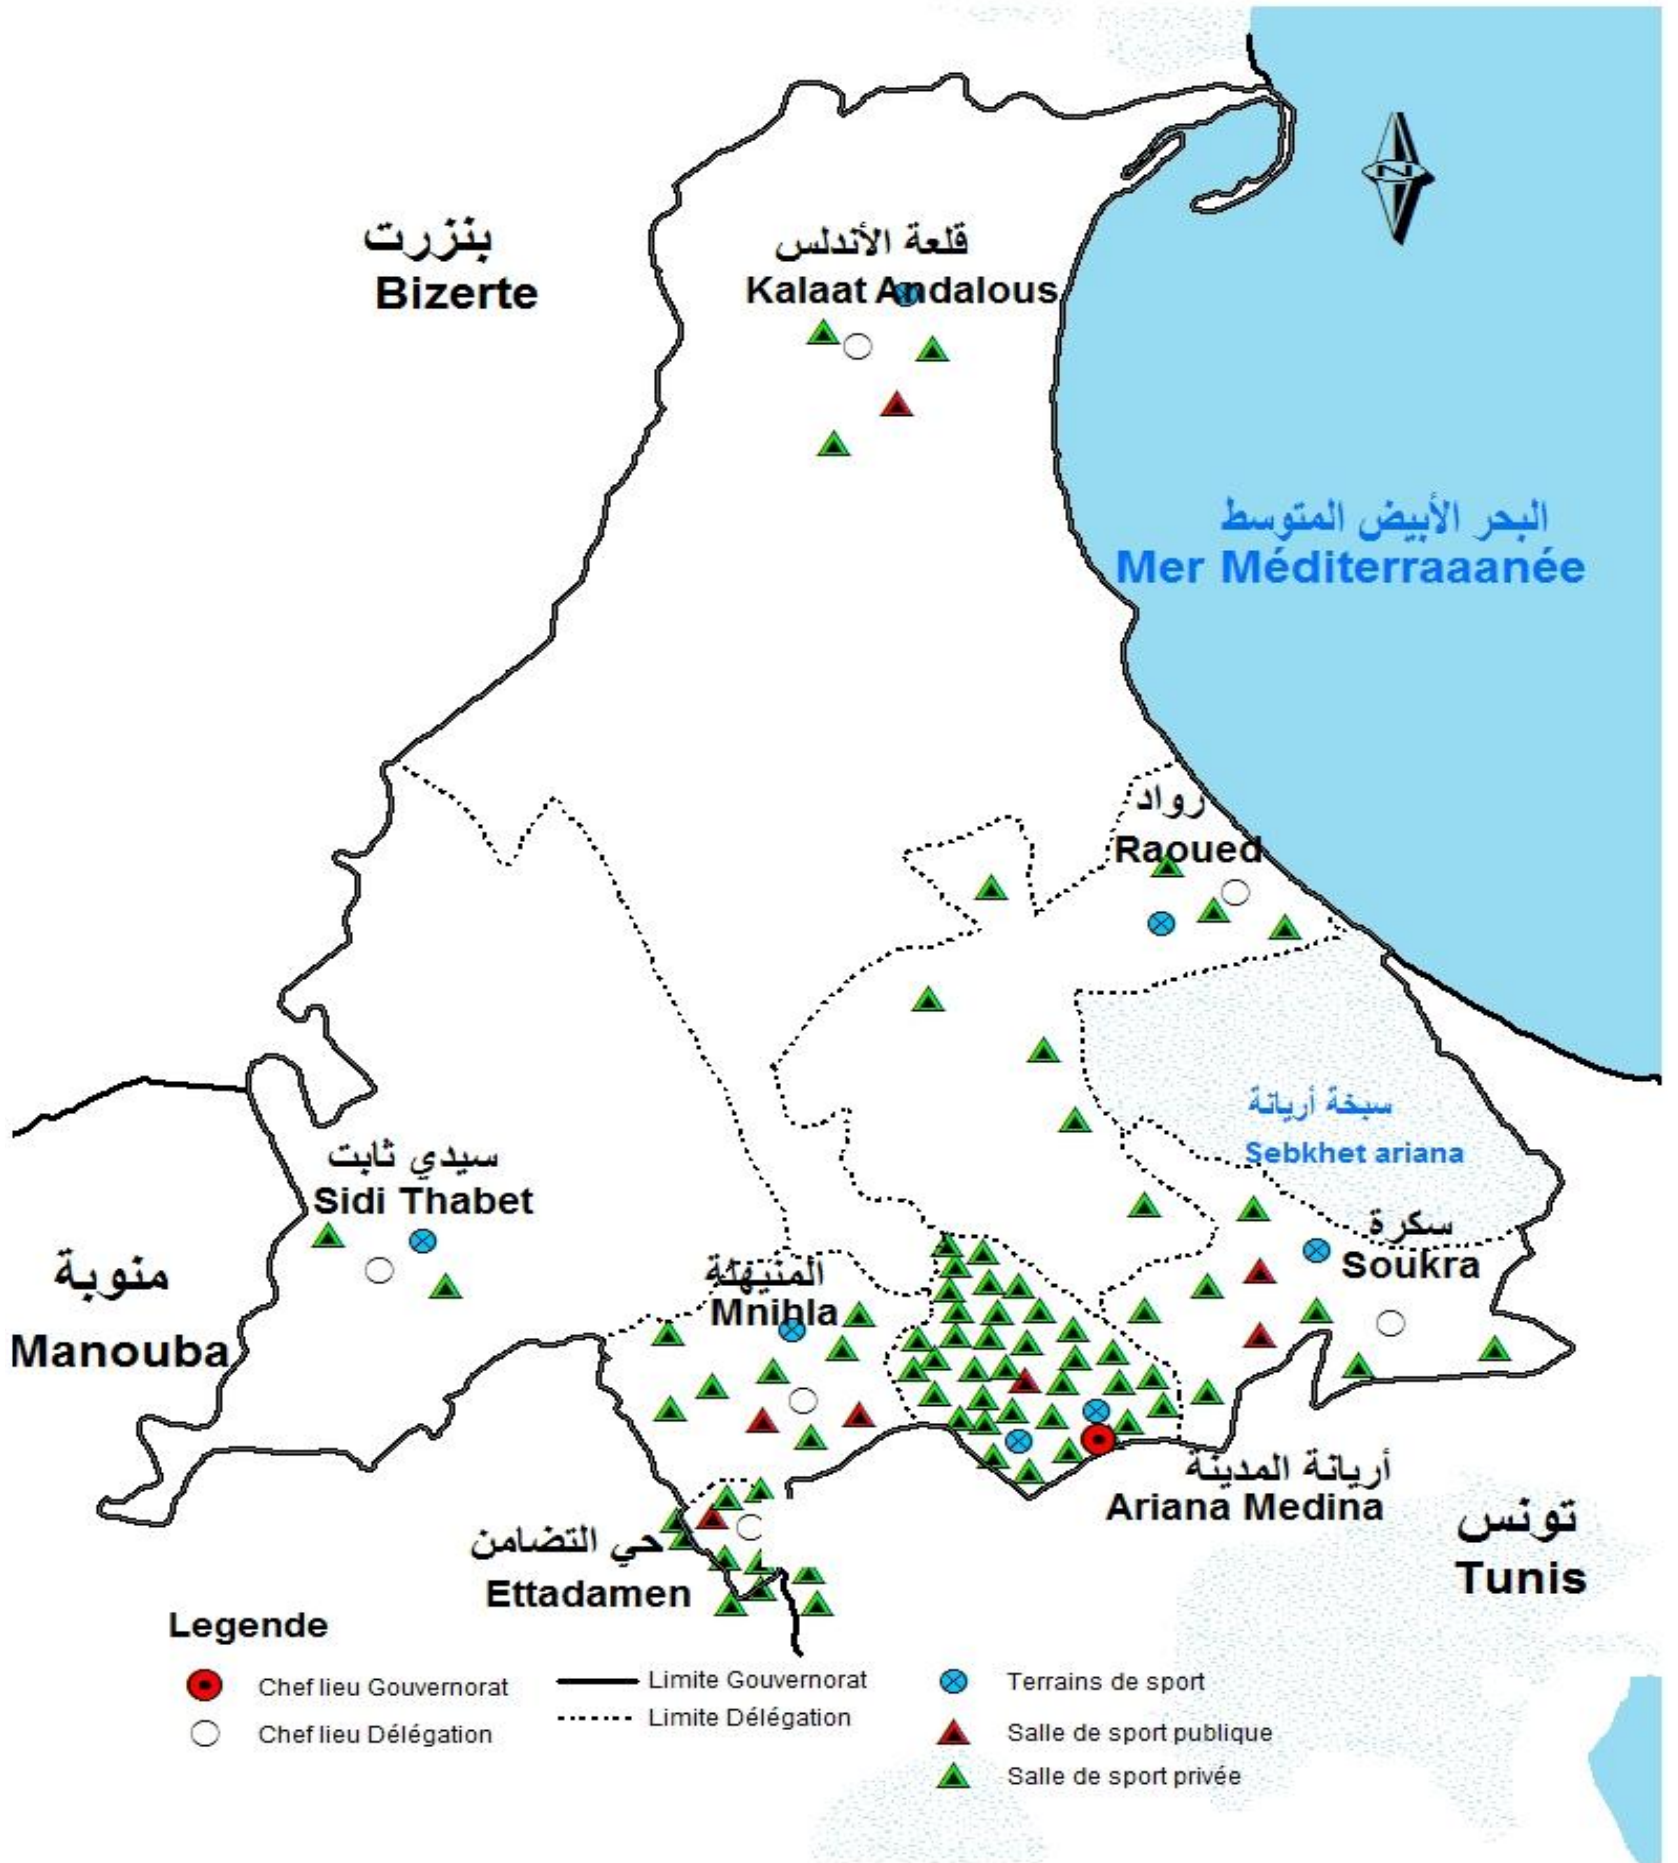 بنزرت
Bizerte
قلعة الأندلس
Kalaat Andalous
N
البحر الأبيض المتوسط
Mer Méditerraaanée
رواد
Raoued
سبخة أريانة
Sebkhet ariana
سيدي ثابت
Sidi Thabet
سكرة
Soukra
منوبة
Manouba
المنيهلة
Mnihla
أريانة المدينة
Ariana Medina
تونس
Tunis
حي التضامن
Ettadamen
Legende
Chef lieu Gouvernorat
Chef lieu Délégation
Limite Gouvernorat
Limite Délégation
Terrains de sport
Salle de sport publique
Salle de sport privée